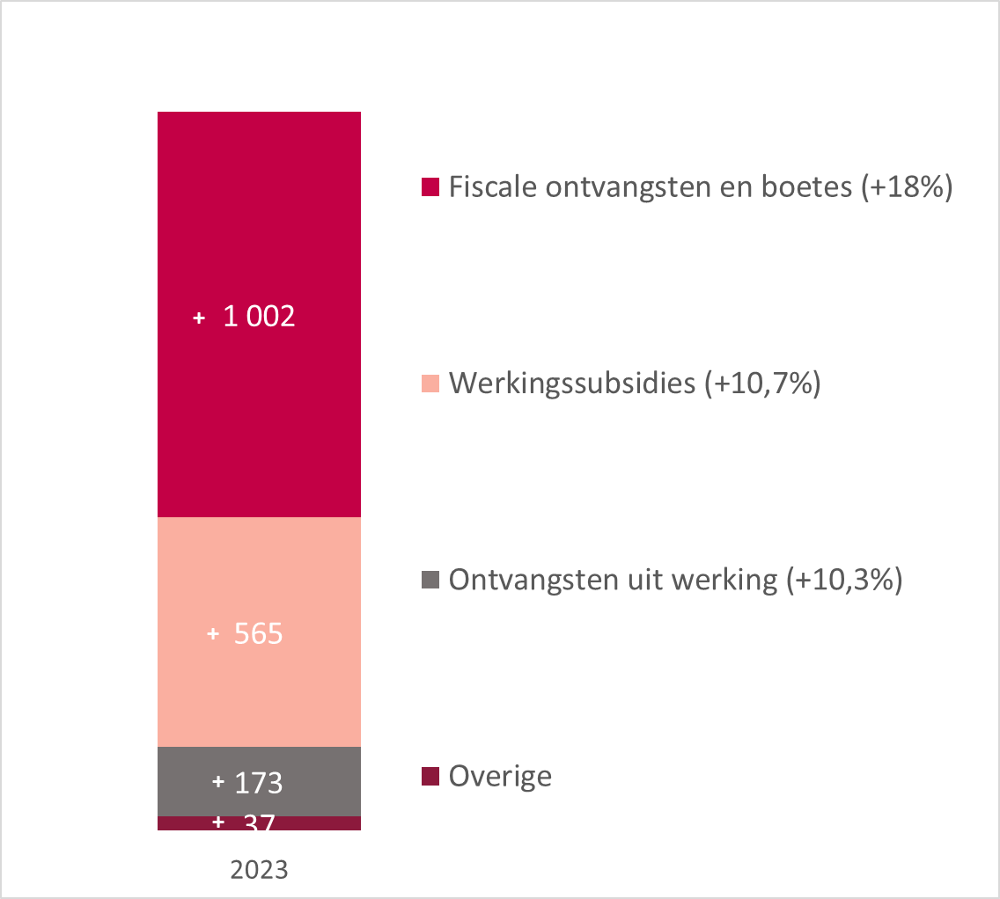 Fiscale ontvangsten en boetes (+18%)
+ 1 002
Werkingssubsidies (+10,7%)
Ontvangsten uit werking (+10,3%)
+ 565
Overige
+ 173
+ 37
2023